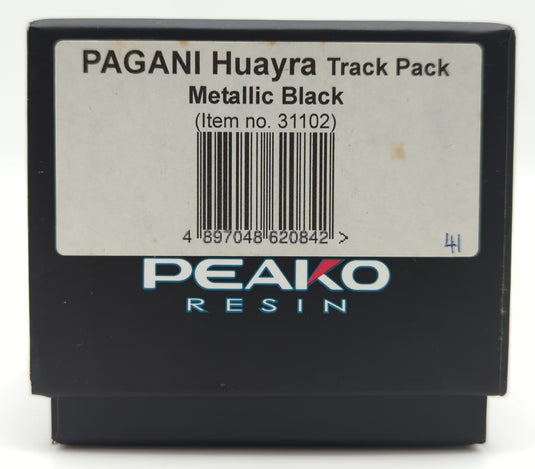 PAGANI Huayra Track Pack
Metallic Black
(Item no. 31102)
4 897048 620842 >
41
PEAKO
RESIN